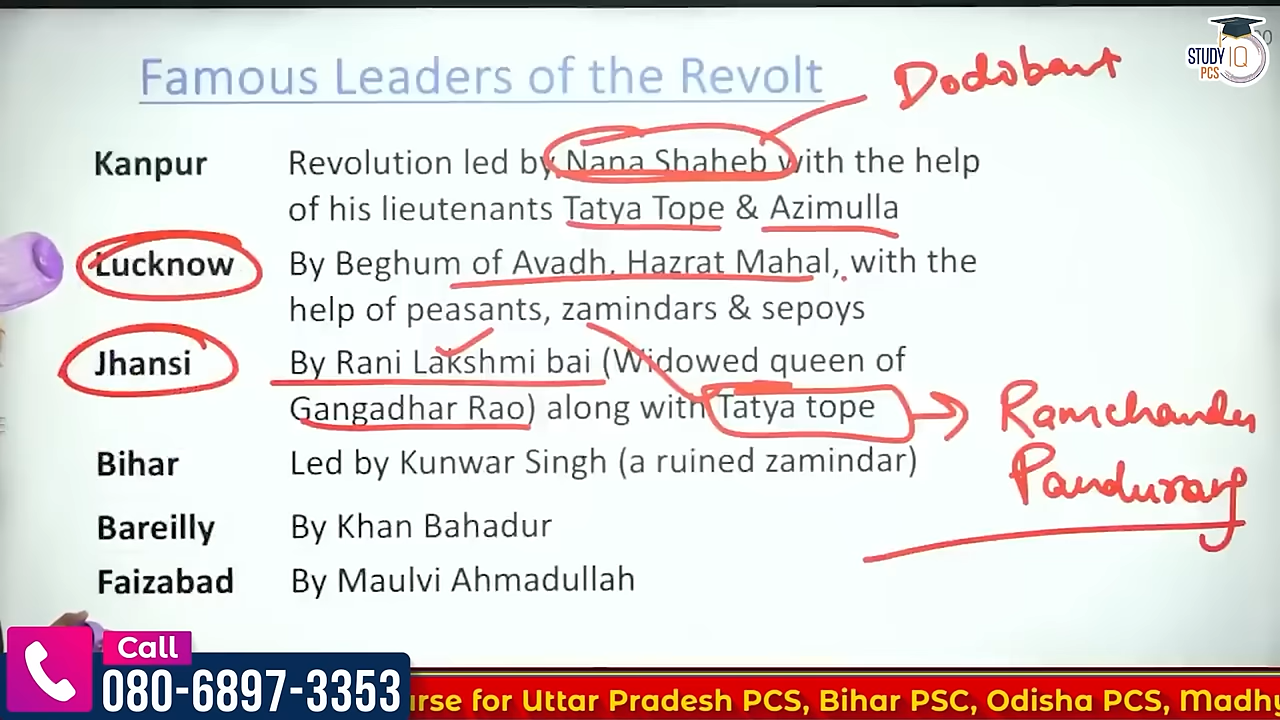 Famous Leaders of the Revolt
Dodobant
STUDY IQ
PCS
Kanpur Revolution led by Nana Shaheb with the help
of his lieutenants Tatya Tope & Azimulla
Lucknow By Beghum of Avadh, Hazrat Mahal, with the
help of peasants, zamindars & sepoys
Jhansi By Rani Lakshmi bai (Widowed queen of
Gangadhar Rao) along with Tatya tope
Ramchandu
Pandurang
Bihar Led by Kunwar Singh (a ruined zamindar)
Bareilly By Khan Bahadur
Faizabad By Maulvi Ahmadullah
Call
080-6897-3353
urse for Uttar Pradesh PCS, Bihar PSC, Odisha PCS, Madhy